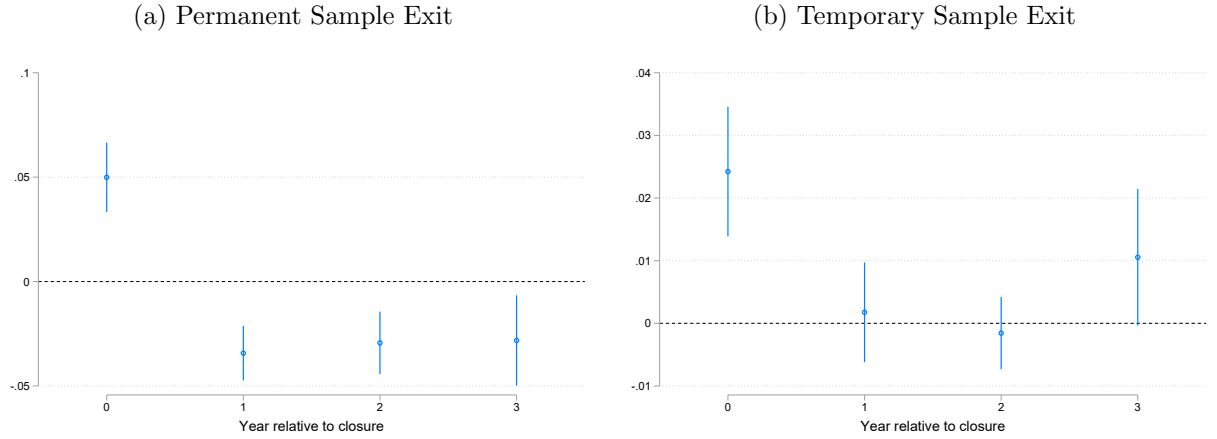 (a) Permanent Sample Exit
.1
.05
0
-.05
0 1 2 3
Year relative to closure
(b) Temporary Sample Exit
.04
.03
.02
.01
0
-.01
0 1 2 3
Year relative to closure